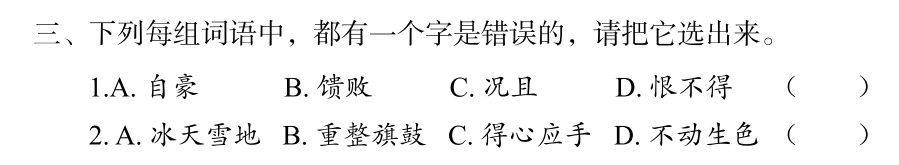 三、下列每组词语中，都有一个字是错误的，请把它选出来。
1.A. 自豪 B. 馈败 C. 况且 D. 恨不得 （ ）
2. A. 冰天雪地 B. 重整旗鼓 C. 得心应手 D. 不动生色 （ ）